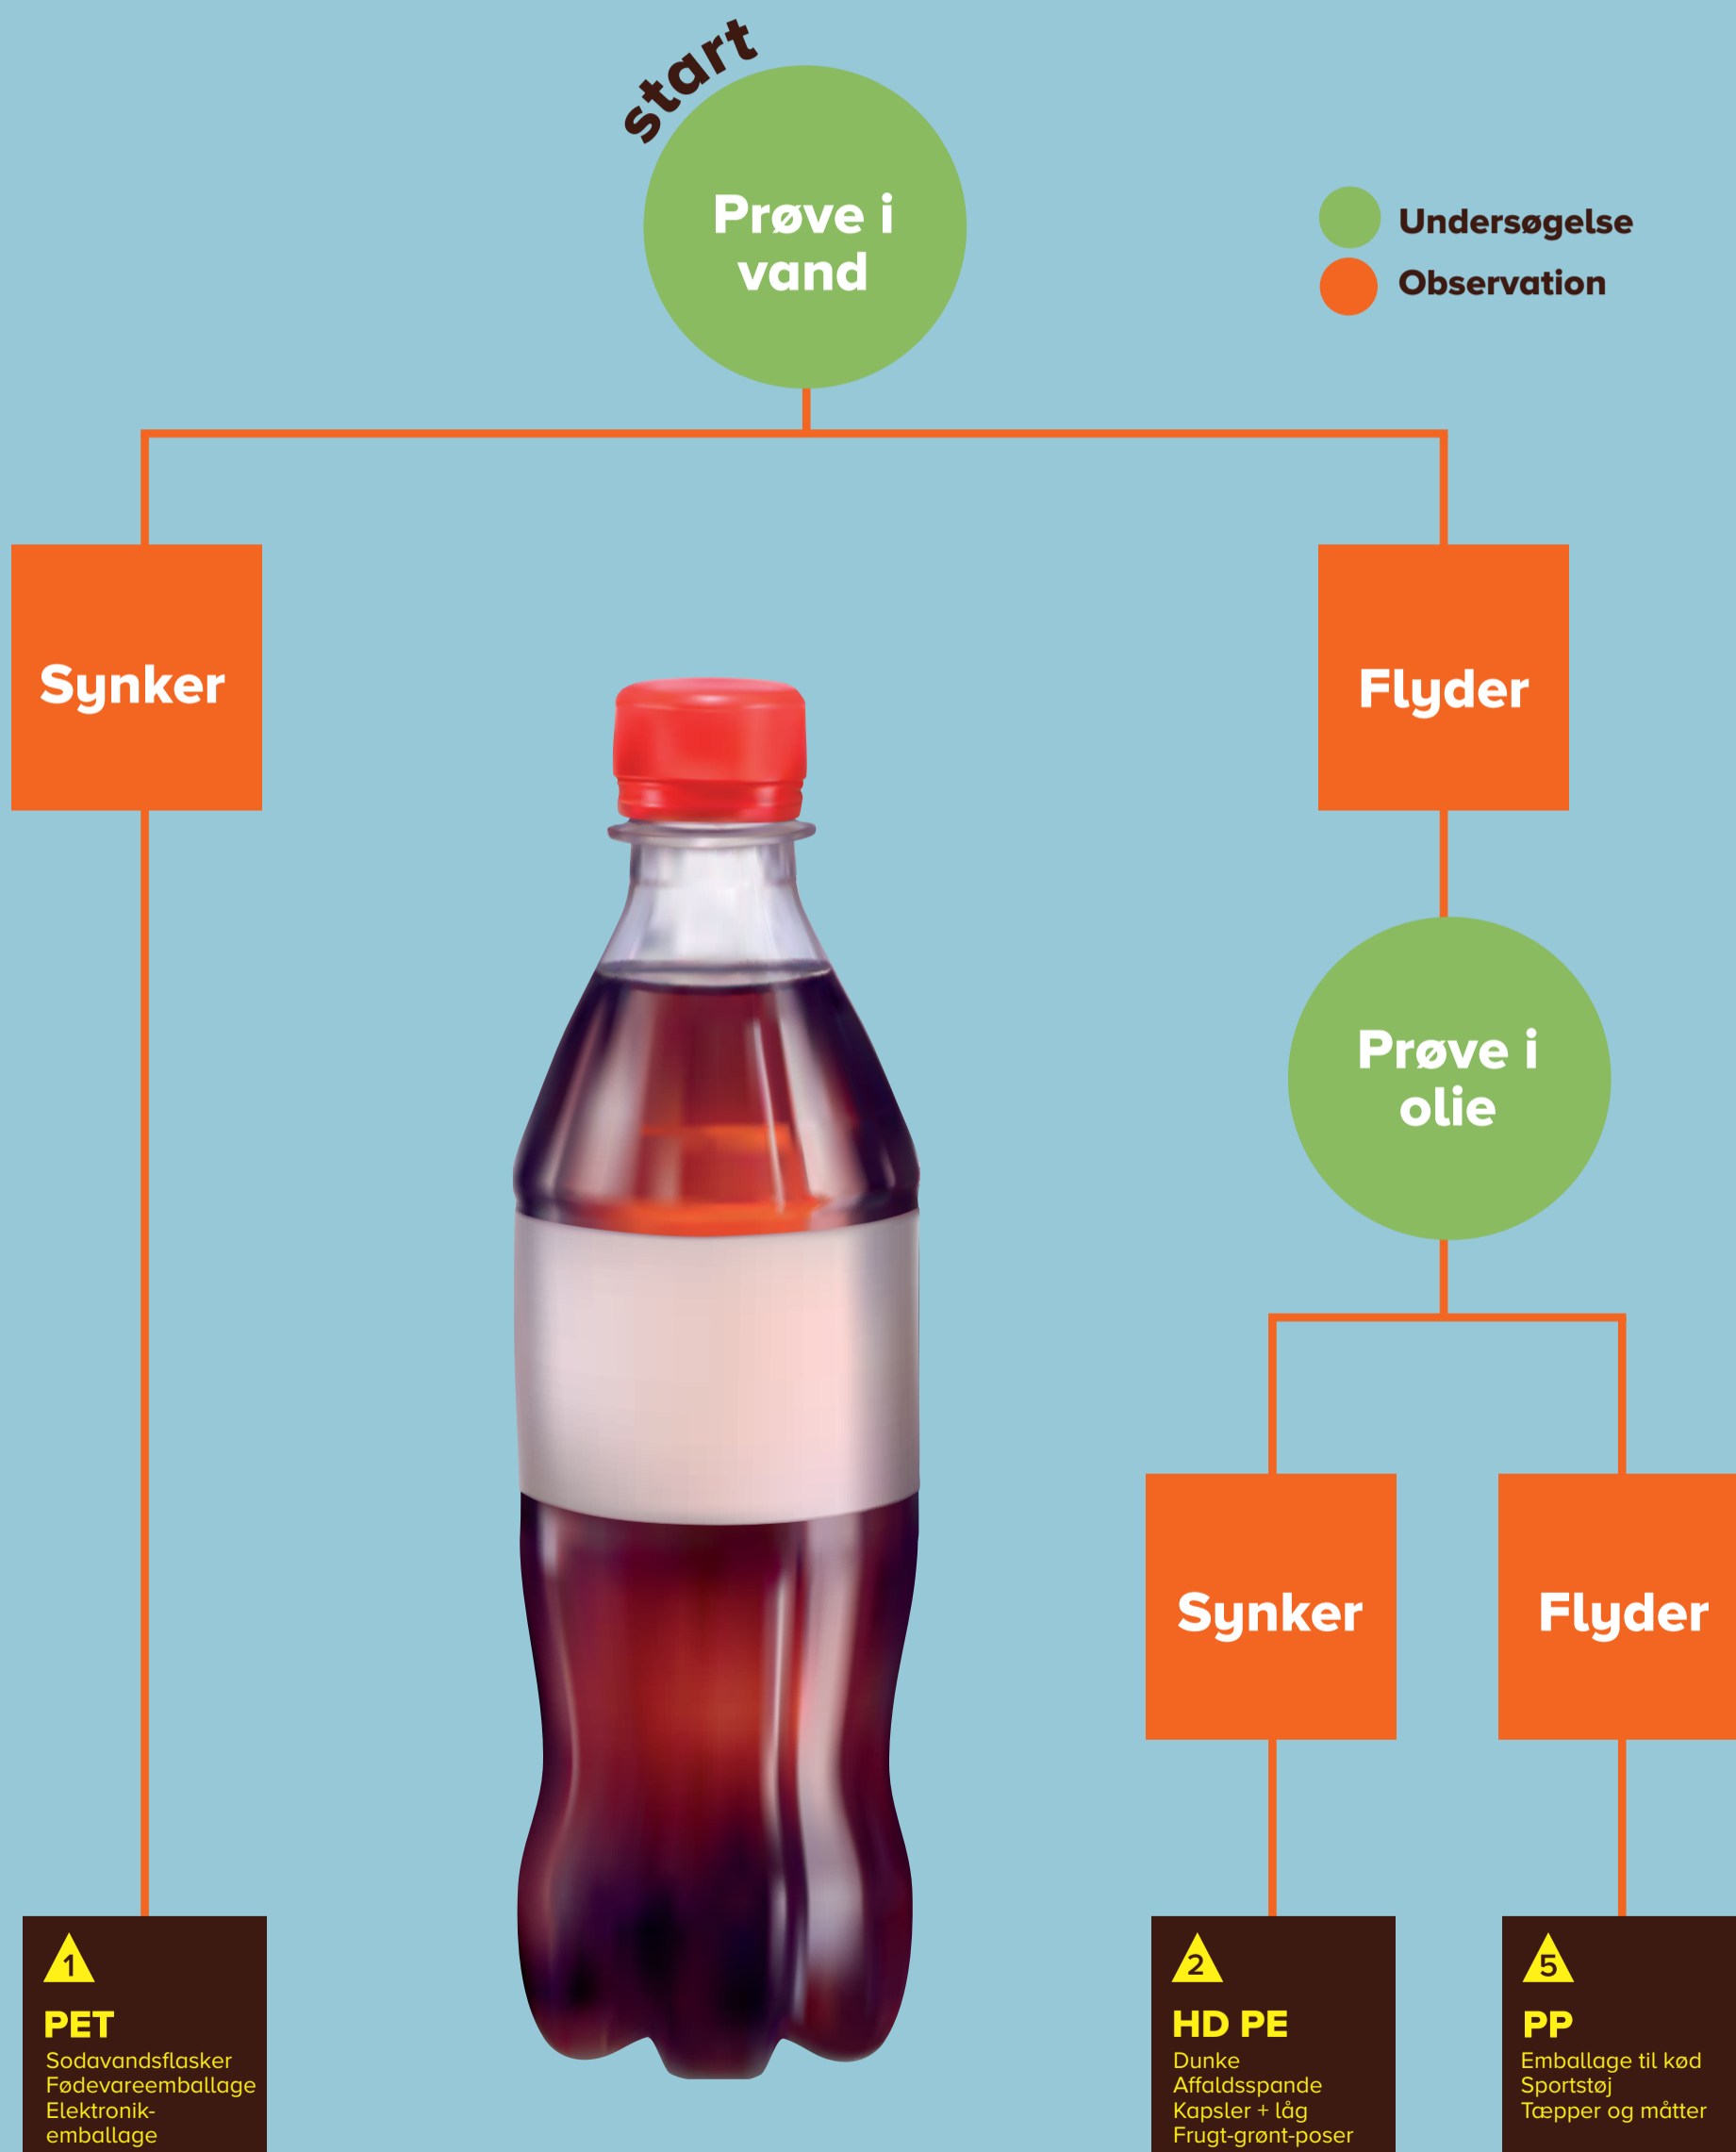 start
Prøve i
vand
Undersøgelse
Observation
Synker
Flyder
Prøve i
olie
Synker
Flyder
1
PET
Sodavandsflasker
Fødevareemballage
Elektronik-
emballage
2
HD PE
Dunke
Affaldsspande
Kapsler + låg
Frugt-grønt-poser
5
PP
Emballage til kød
Sportstøj
Tæpper og måtter